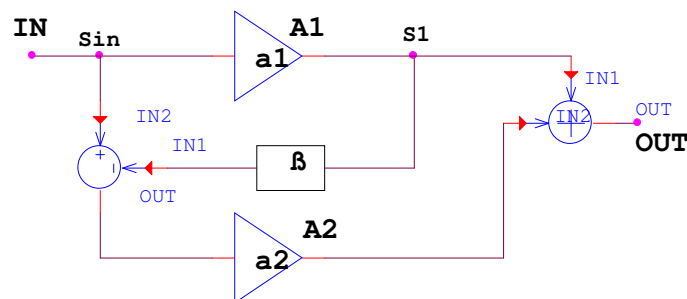 IN
Sin
A1
a1
S1
IN1
IN2
OUT
IN2
OUT
IN1
ß
OUT
A2
a2
+
-